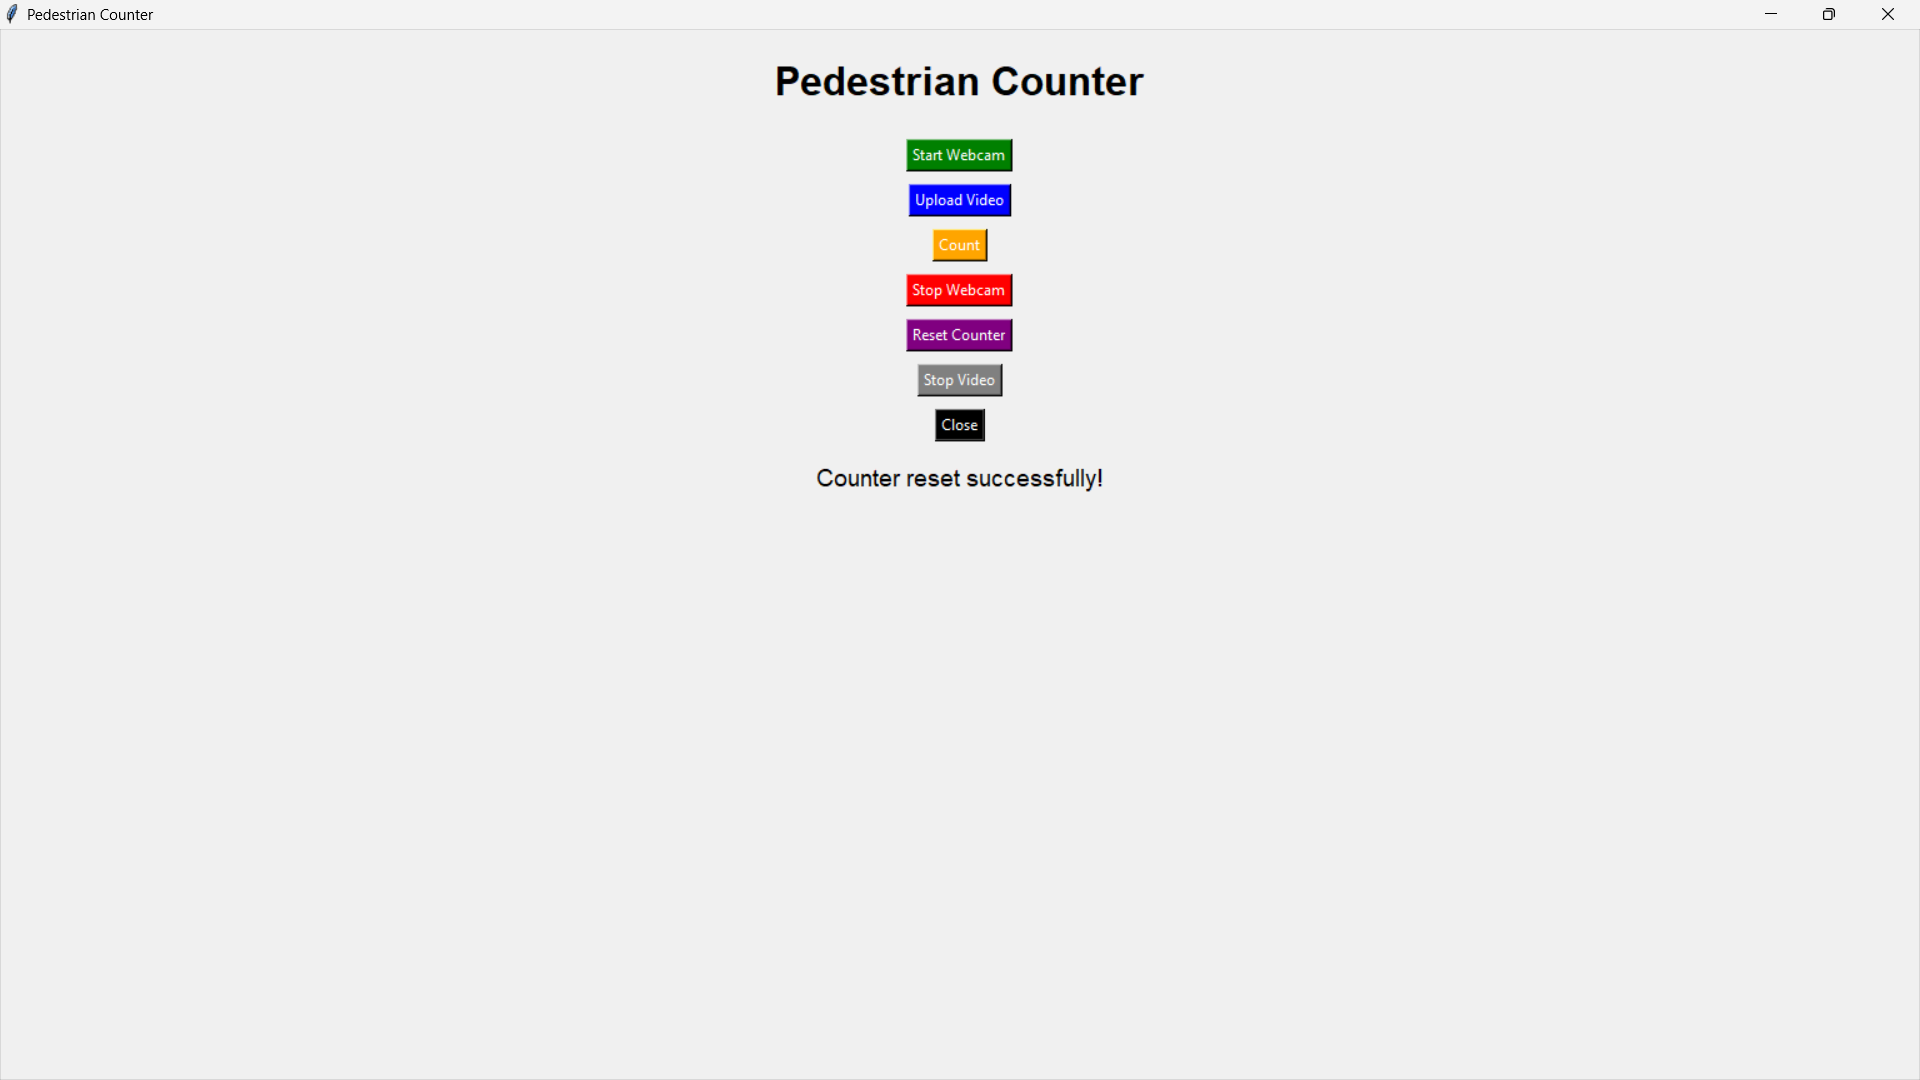 Pedestrian Counter
Pedestrian Counter
Start Webcam
Upload Video
Count
Stop Webcam
Reset Counter
Stop Video
Close
Counter reset successfully!